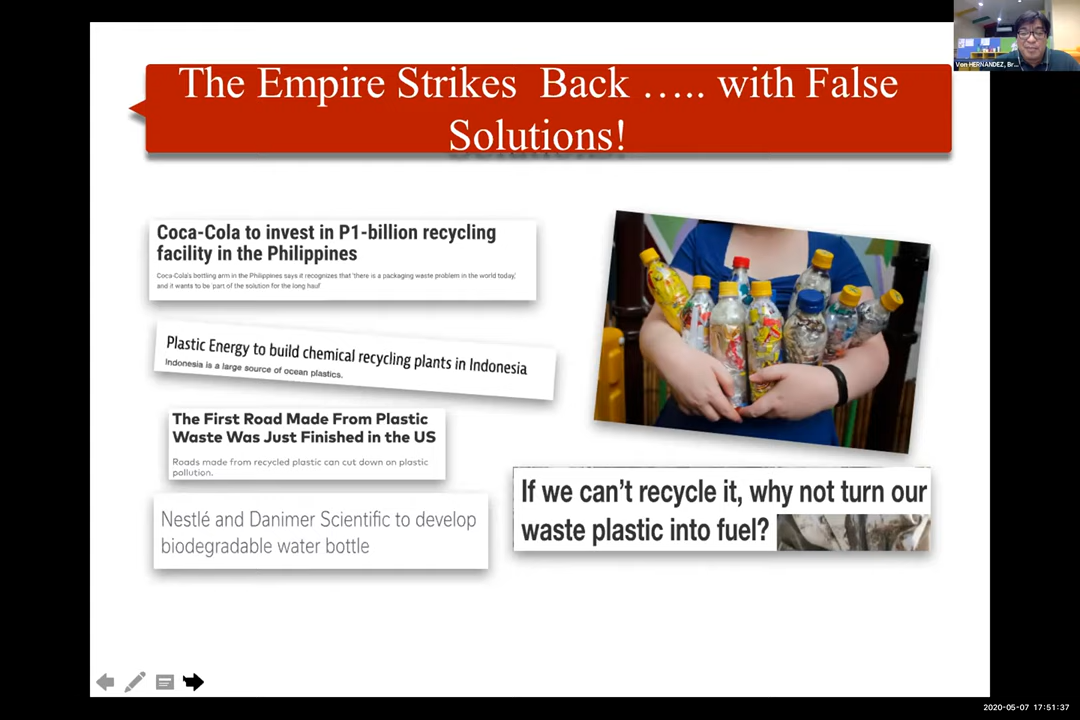 The Empire Strikes  Back ….. with False
Solutions!
Coca-Cola to invest in P1-billion recycling
facility in the Philippines
Coca-Cola's bottling arm in the Philippines says it recognizes that 'there is a packaging waste problem in the world today,'
and it wants to be 'part of the solution for the long haul'
Plastic Energy to build chemical recycling plants in Indonesia
Indonesia is a large source of ocean plastics.
The First Road Made From Plastic
Waste Was Just Finished in the US
Roads made from recycled plastic can cut down on plastic
pollution.
Nestlé and Danimer Scientific to develop
biodegradable water bottle
If we can't recycle it, why not turn our
waste plastic into fuel?
Von HERNANDEZ, Br...
2020-05-07 17:51:37